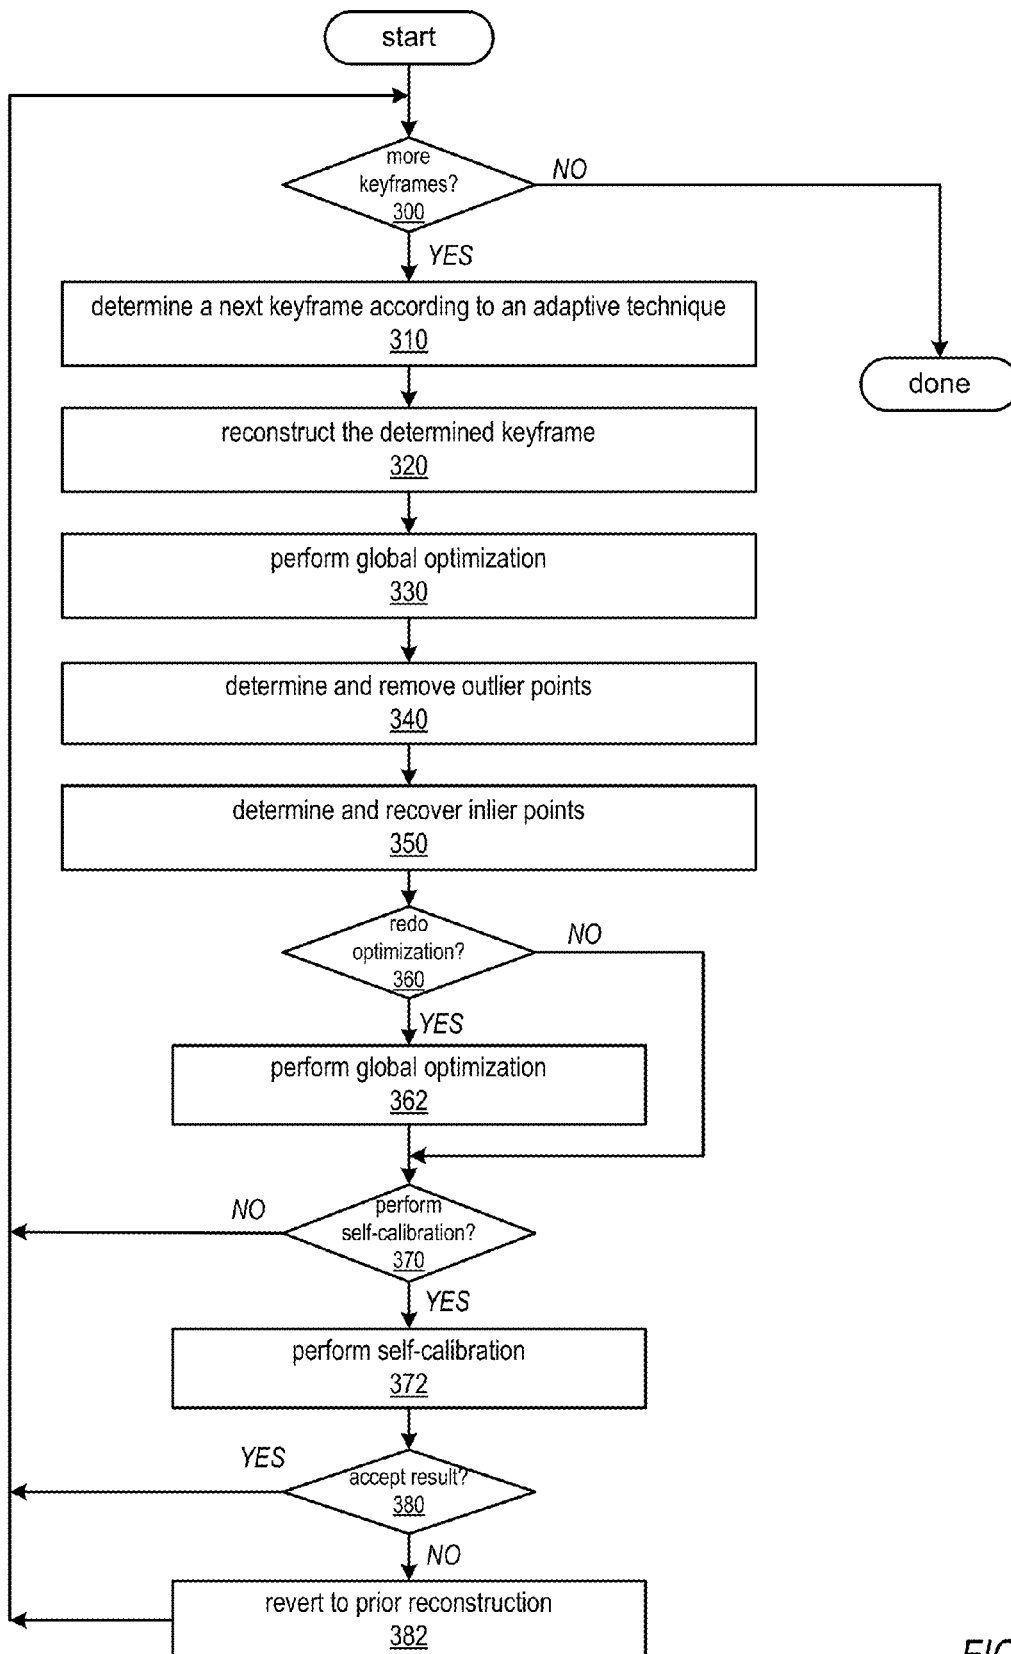 start
more
keyframes?
300
NO
YES
determine a next keyframe according to an adaptive technique
310
done
reconstruct the determined keyframe
320
perform global optimization
330
determine and remove outlier points
340
determine and recover inlier points
350
redo
optimization?
360
NO
YES
perform global optimization
362
perform
self-calibration?
370
NO
YES
perform self-calibration
372
YES
accept result?
380
NO
revert to prior reconstruction
382
FIG